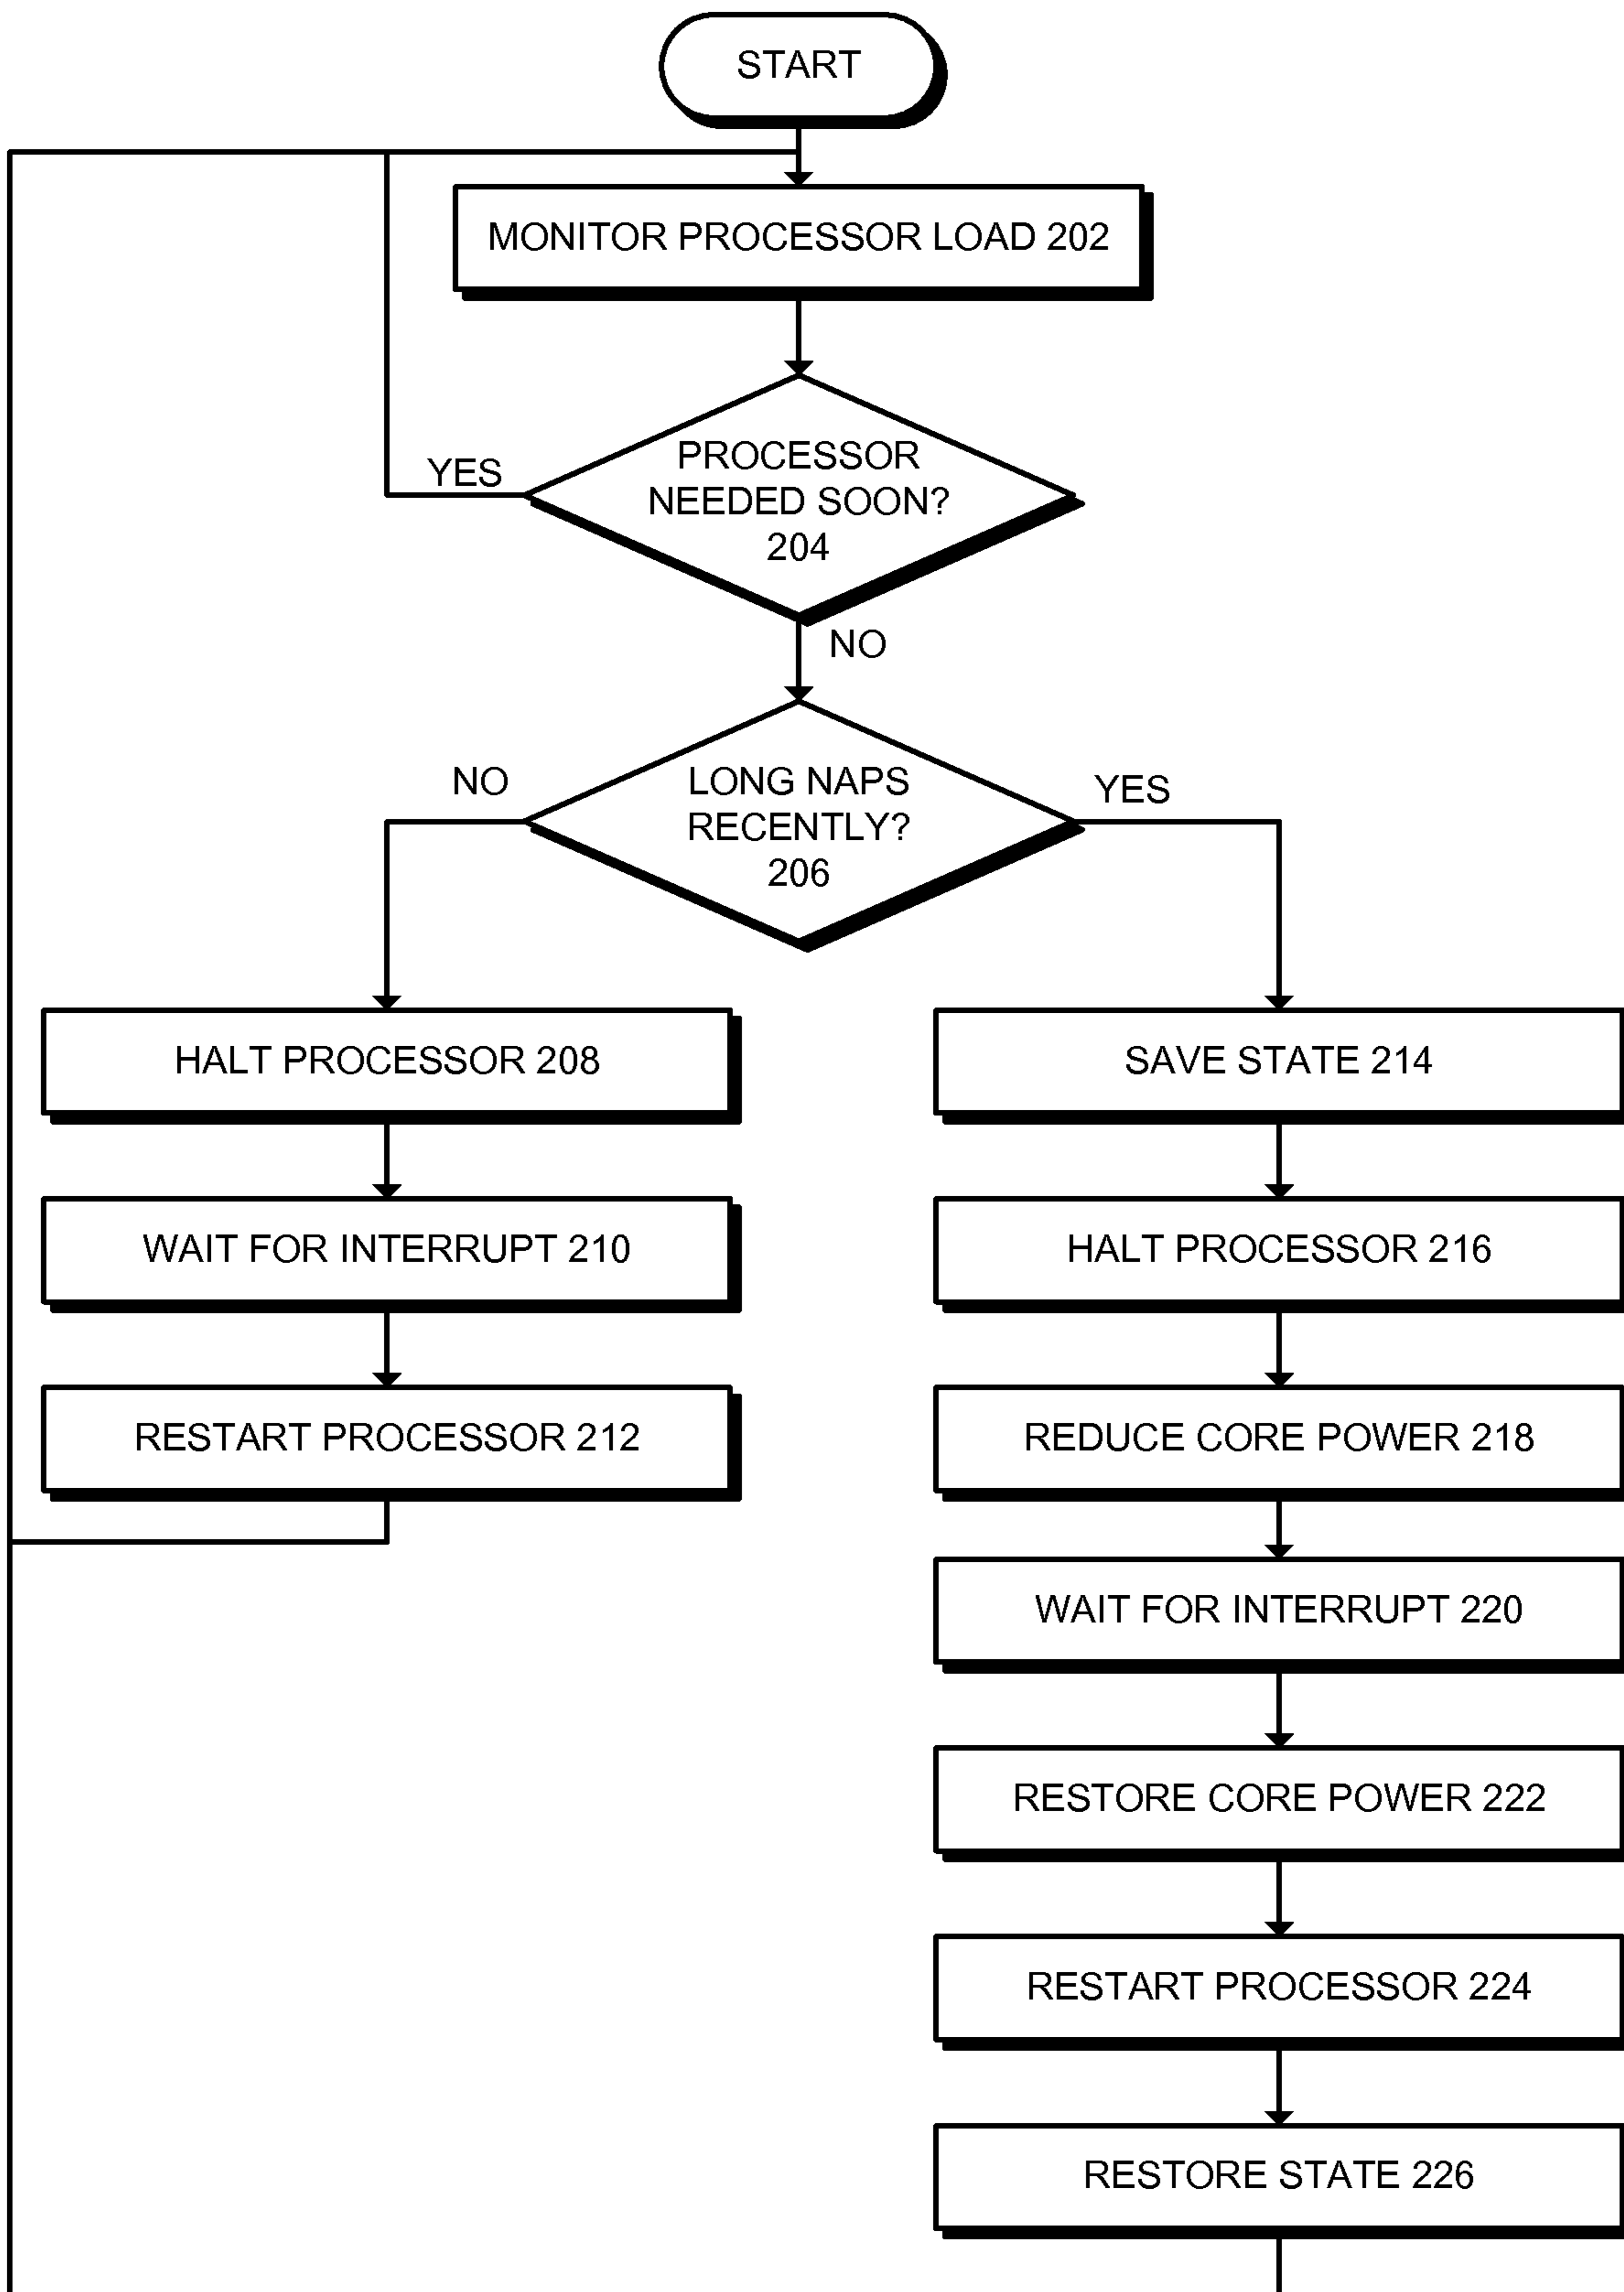 START
MONITOR PROCESSOR LOAD 202
PROCESSOR
NEEDED SOON?
204
YES
NO
LONG NAPS
RECENTLY?
206
NO
YES
HALT PROCESSOR 208
WAIT FOR INTERRUPT 210
RESTART PROCESSOR 212
SAVE STATE 214
HALT PROCESSOR 216
REDUCE CORE POWER 218
WAIT FOR INTERRUPT 220
RESTORE CORE POWER 222
RESTART PROCESSOR 224
RESTORE STATE 226